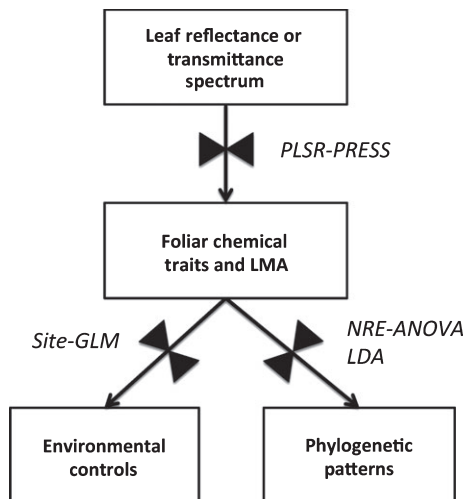 Leaf reflectance or
transmittance
spectrum
PLSR-PRESS
Foliar chemical
traits and LMA
Site-GLM
NRE-ANOVA
LDA
Environmental
controls
Phylogenetic
patterns